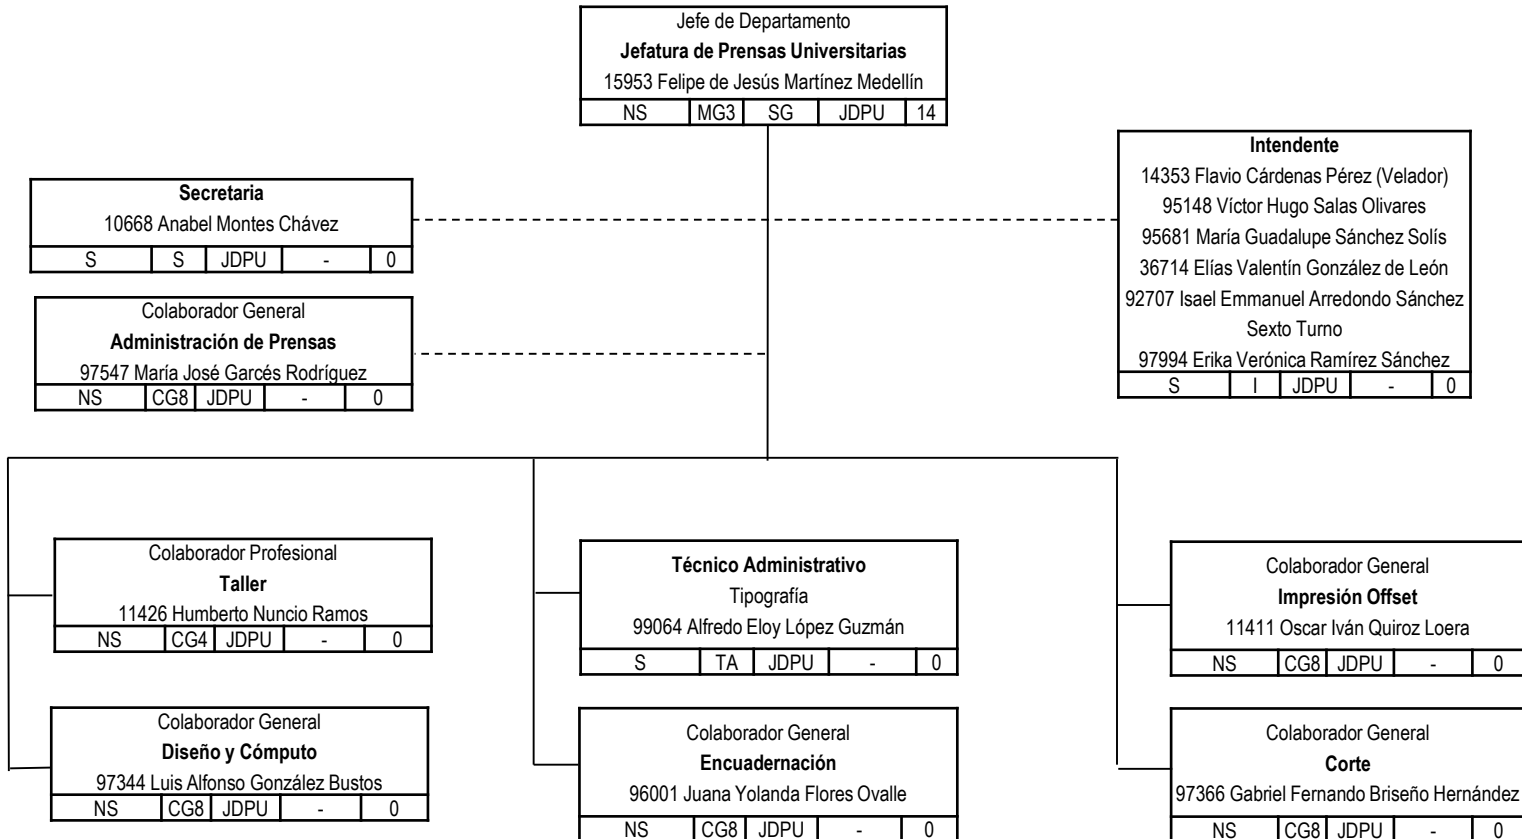 Jefe de Departamento
Jefatura de Prensas Universitarias
15953 Felipe de Jesús Martínez Medellín
NS MG3 SG JDPU 14
Secretaria
10668 Anabel Montes Chávez
S S JDPU - 0
Colaborador General
Administración de Prensas
97547 María José Garcés Rodríguez
NS CG8 JDPU - 0
Intendente
14353 Flavio Cárdenas Pérez (Velador)
95148 Víctor Hugo Salas Olivares
95681 María Guadalupe Sánchez Solís
36714 Elías Valentín González de León
92707 Isael Emmanuel Arredondo Sánchez
Sexto Turno
97994 Erika Verónica Ramírez Sánchez
S I JDPU - 0
Colaborador Profesional
Taller
11426 Humberto Nuncio Ramos
NS CG4 JDPU - 0
Colaborador General
Diseño y Cómputo
97344 Luis Alfonso González Bustos
NS CG8 JDPU - 0
Técnico Administrativo
Tipografía
99064 Alfredo Eloy López Guzmán
S TA JDPU - 0
Colaborador General
Encuadernación
96001 Juana Yolanda Flores Ovalle
NS CG8 JDPU - 0
Colaborador General
Impresión Offset
11411 Oscar Iván Quiroz Loera
NS CG8 JDPU - 0
Colaborador General
Corte
97366 Gabriel Fernando Briseño Hernández
NS CG8 JDPU - 0